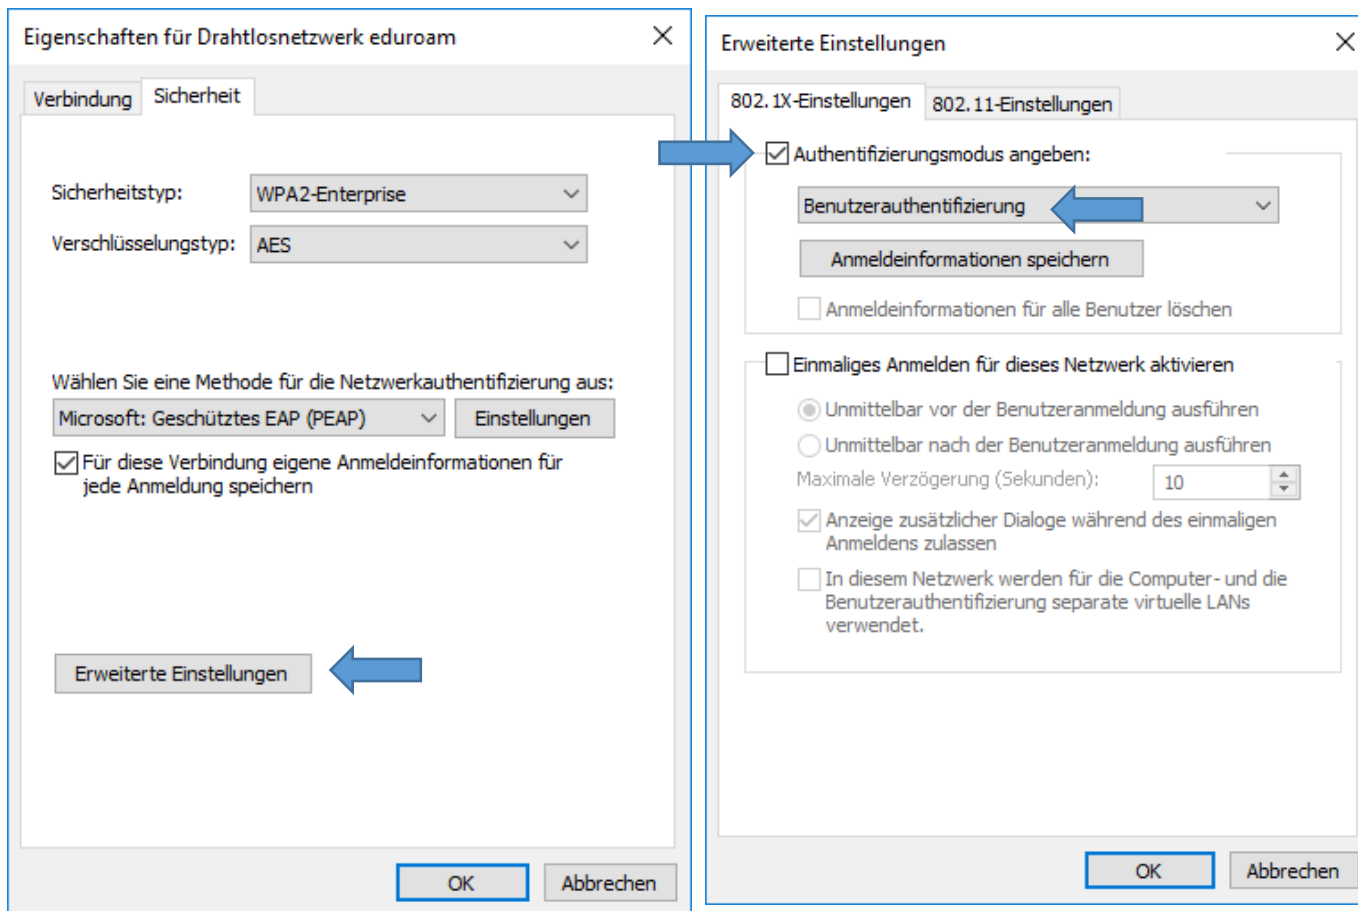 Eigenschaften für Drahtlosnetzwerk eduroam
Verbindung Sicherheit
Sicherheitstyp: WPA2-Enterprise
Verschlüsselungstyp: AES
Wählen Sie eine Methode für die Netzwerkauthentifizierung aus:
Microsoft: Geschütztes EAP (PEAP) Einstellungen
Für diese Verbindung eigene Anmeldeinformationen für
jede Anmeldung speichern
Erweiterte Einstellungen
OK Abbrechen
Erweiterte Einstellungen
802.1X-Einstellungen 802.11-Einstellungen
Authentifizierungsmodus angeben:
Benutzerauthentifizierung
Anmeldeinformationen speichern
Anmeldeinformationen für alle Benutzer löschen
Einmaliges Anmelden für dieses Netzwerk aktivieren
Unmittelbar vor der Benutzeranmeldung ausführen
Unmittelbar nach der Benutzeranmeldung ausführen
Maximale Verzögerung (Sekunden): 10
Anzeige zusätzlicher Dialoge während des einmaligen
Anmeldens zulassen
In diesem Netzwerk werden für die Computer- und die
Benutzerauthentifizierung separate virtuelle LANs
verwendet.
OK Abbrechen